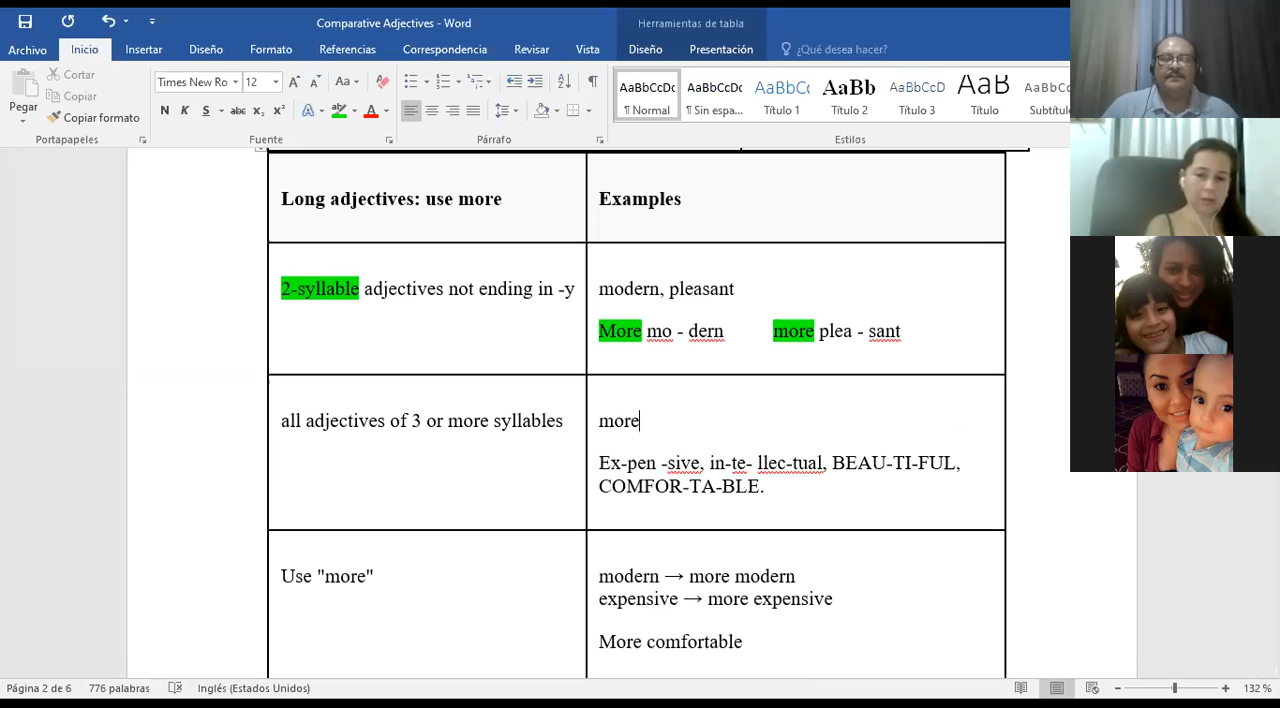 Comparative Adjectives - Word
Herramientas de tabla
Archivo Inicio Insertar Diseño Formato Referencias Correspondencia Revisar Vista Diseño Presentación ¿Qué desea hacer?
Pegar
Cortar
Copiar
Copiar formato
Times New Ro 12 Aa
N K S abc x₂ x² A ab A
AaBbCcDc AaBbCcDc AaBbCc AaBb AaBbCcD AaB AaBbCc
¶ Normal ¶ Sin espa... Título 1 Título 2 Título 3 Título Subtítul
Portapapeles Fuente Párrafo Estilos
Long adjectives: use more Examples
2-syllable adjectives not ending in -y modern, pleasant
More mo - dern more plea - sant
all adjectives of 3 or more syllables more
Ex-pen -sive, in-te- llec-tual, BEAU-TI-FUL,
COMFOR-TA-BLE.
Use "more" modern → more modern
expensive → more expensive
More comfortable
Página 2 de 6 776 palabras Inglés (Estados Unidos) 132 %